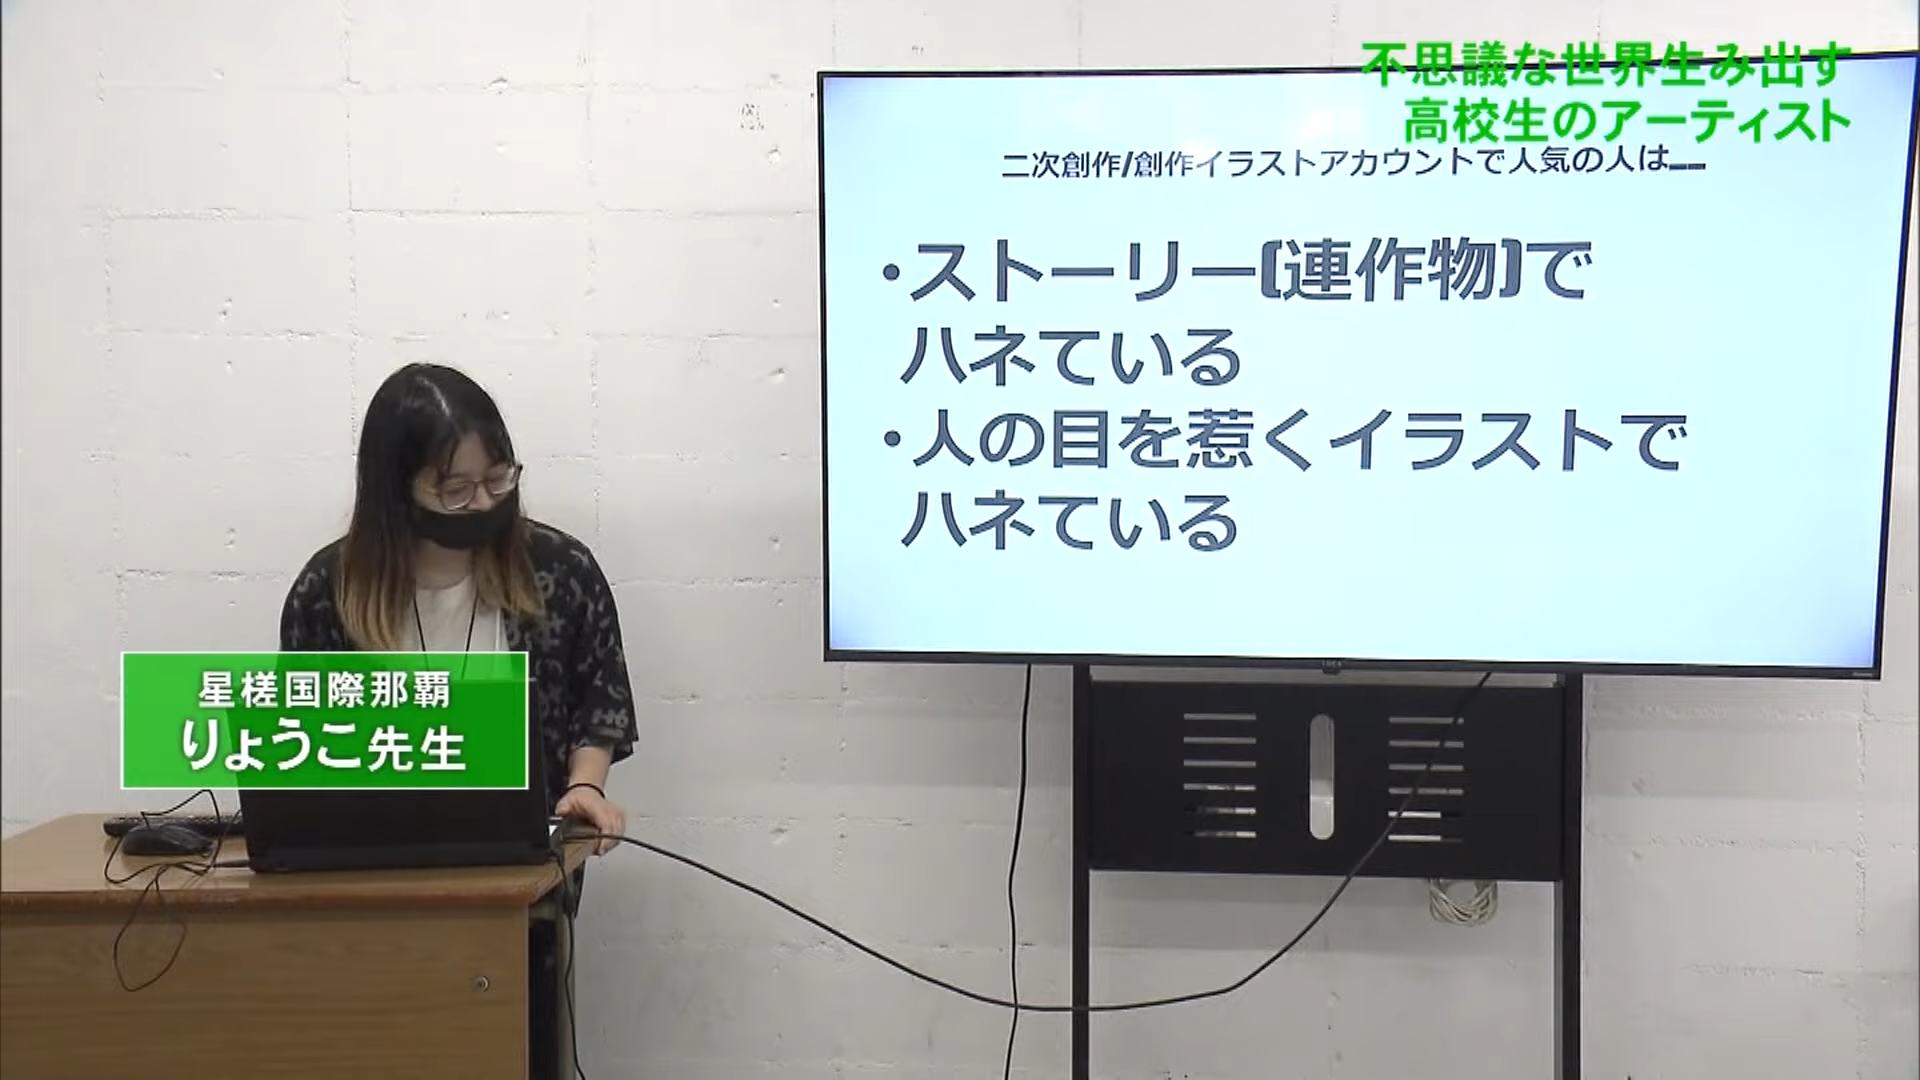 不思議な世界生み出す
高校生のアーティスト
二次創作/創作イラストアカウントで人気の人は……
・ストーリー(連作物)で
ハネている
・人の目を惹くイラストで
ハネている
星槎国際那覇
りょうこ先生